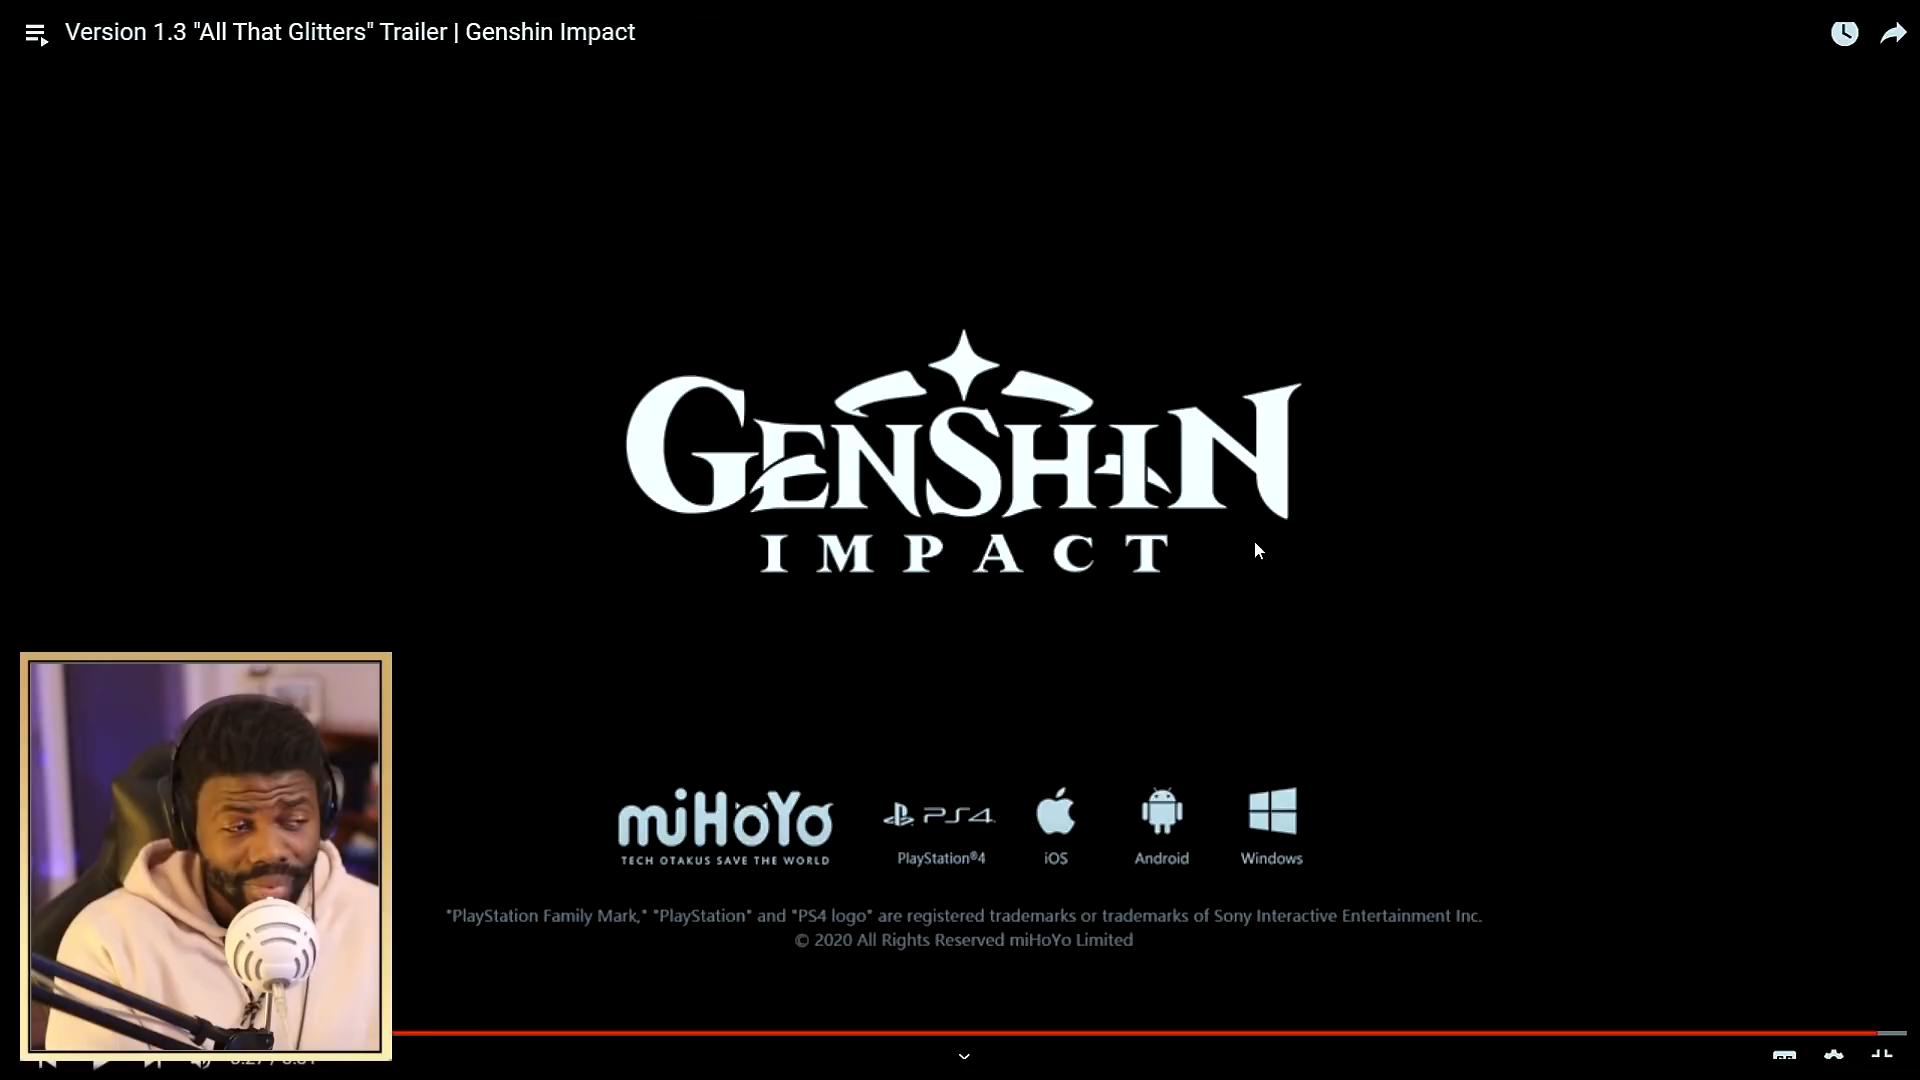 Version 1.3 "All That Glitters" Trailer | Genshin Impact
GENSHIN
IMPACT
miHoYo
TECH OTAKUS SAVE THE WORLD
PS4
PlayStation®4
iOS
Android
Windows
"PlayStation Family Mark," "PlayStation" and "PS4 logo" are registered trademarks or trademarks of Sony Interactive Entertainment Inc.
© 2020 All Rights Reserved miHoYo Limited